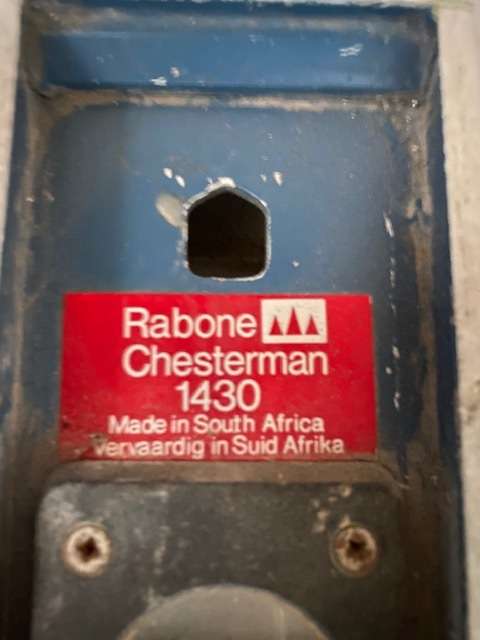 Rabone
Chesterman
1430
Made in South Africa
Vervaardig in Suid Afrika